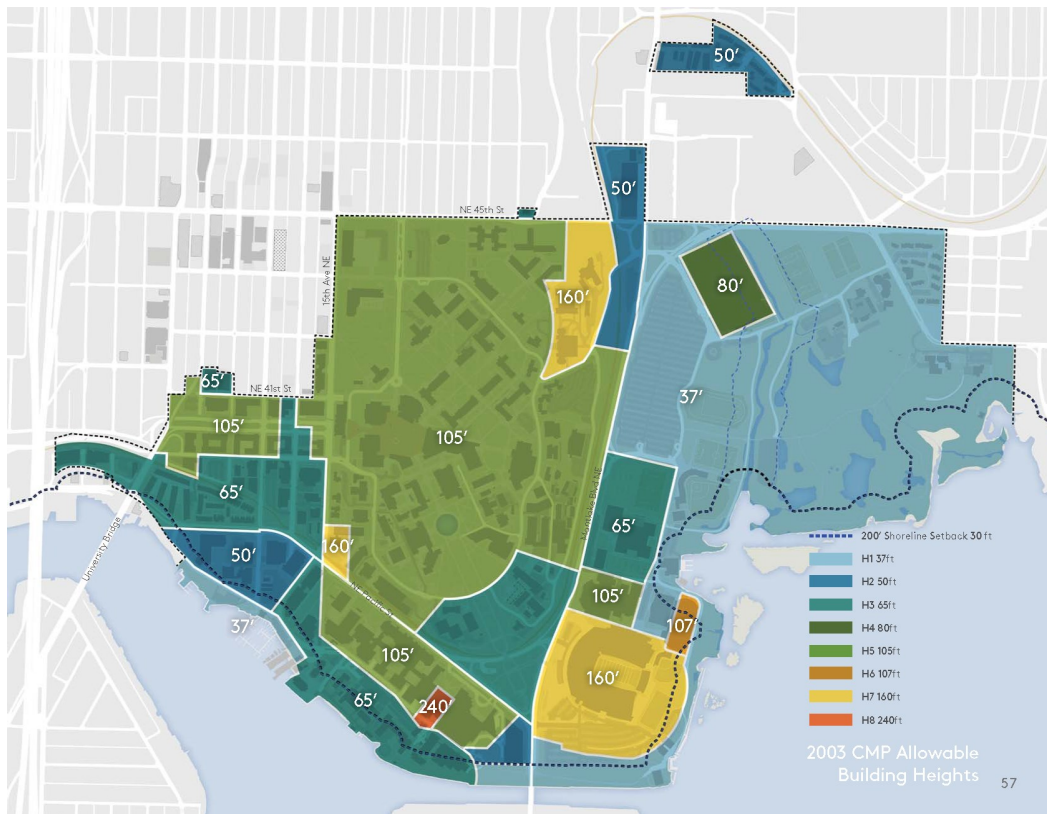 50'
50'
NE 45th St
15th Ave NE
160'
80'
65'
NE 41st St
37'
105'
105'
65'
Montlake Blvd NE
65'
University Bridge
160'
50'
105'
37'
107'
NE Pacific St
105'
160'
65'
240'
200' Shoreline Setback 30 ft
H1 37ft
H2 50ft
H3 65ft
H4 80ft
H5 105ft
H6 107ft
H7 160ft
H8 240ft
2003 CMP Allowable
Building Heights
57